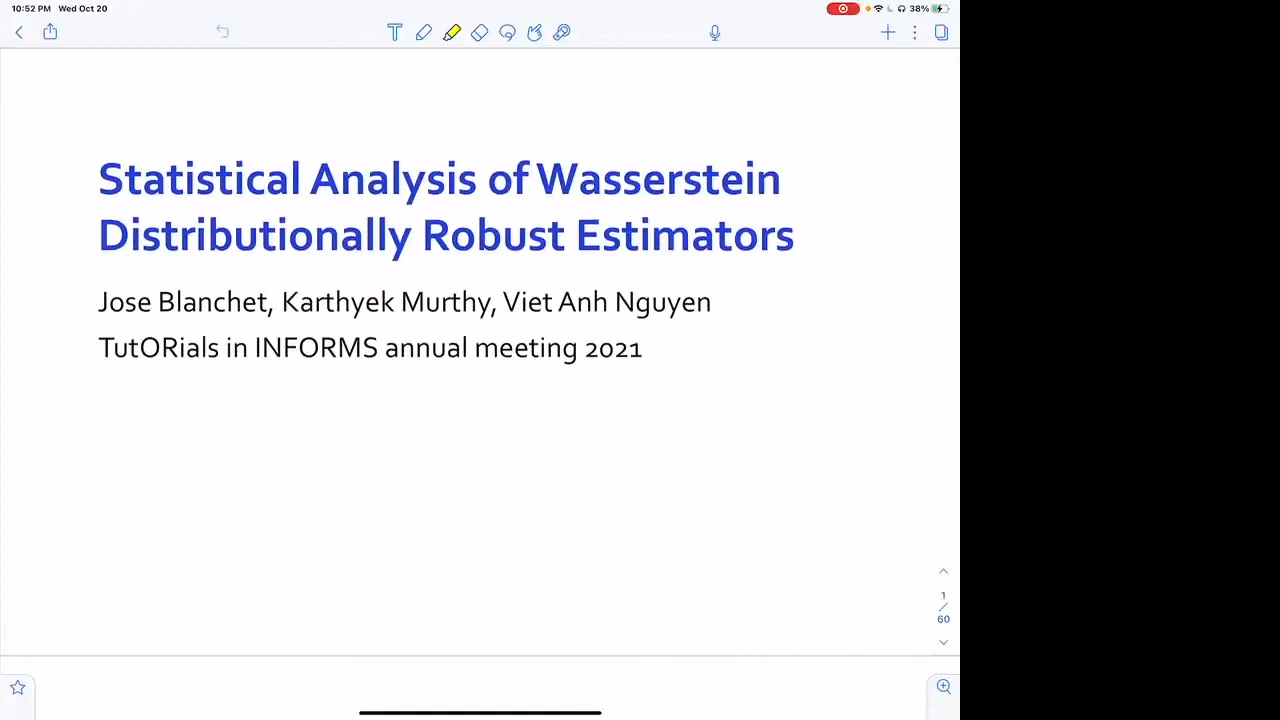 10:52 PM Wed Oct 20
38%
Statistical Analysis of Wasserstein
Distributionally Robust Estimators
Jose Blanchet, Karthyek Murthy, Viet Anh Nguyen
TutORials in INFORMS annual meeting 2021
1
/
60